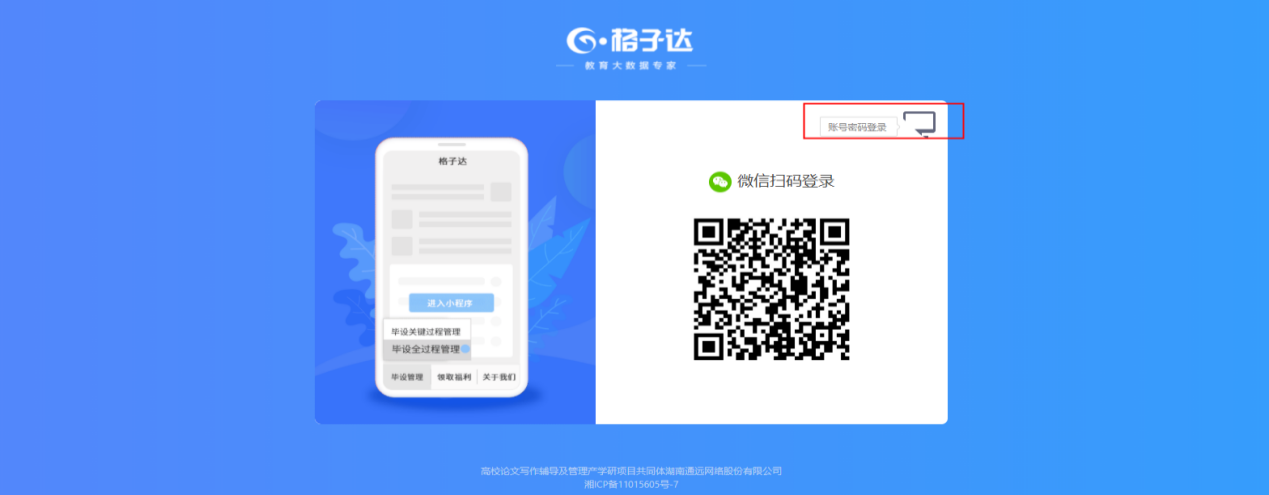 格子达
教育大数据专家
账号密码登录
微信扫码登录
格子达
进入小程序
毕设关键过程管理
毕设全过程管理
毕设管理 领取福利 关于我们
高校论文写作辅导及管理产学研项目共同体湖南通远网络股份有限公司
湘ICP备11015605号-7